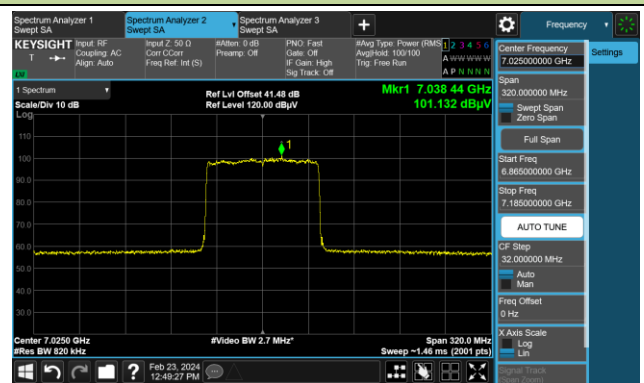 Spectrum Analyzer 1
Swept SA
Spectrum Analyzer 2
Swept SA
Spectrum Analyzer 3
Swept SA
Frequency
KEYSIGHT
Input: RF
Coupling: AC
Align: Auto
Input Z: 50 Ω
Corr CCorr
Freq Ref: Int (S)
#Atten: 0 dB
Preamp: Off
PNO: Fast
Gate: Off
IF Gain: High
Sig Track: Off
#Avg Type: Power (RMS
Avg|Hold: 100/100
Trig: Free Run
1 2 3 4 5 6
A W W W W W
A P N N N N
T
LW
1 Spectrum
Scale/Div 10 dB
Log
Ref Lvl Offset 41.48 dB
Ref Level 120.00 dBµV
Mkr1 7.038 44 GHz
101.132 dBµV
1
110
100
90.0
80.0
70.0
60.0
50.0
40.0
30.0
Center 7.0250 GHz
#Res BW 820 kHz
#Video BW 2.7 MHz*
Span 320.0 MHz
Sweep ~1.46 ms (2001 pts)
Feb 23, 2024
12:49:27 PM
Center Frequency
7.025000000 GHz
Settings
Span
320.000000 MHz
Swept Span
Zero Span
Full Span
Start Freq
6.865000000 GHz
Stop Freq
7.185000000 GHz
AUTO TUNE
CF Step
32.000000 MHz
Auto
Man
Freq Offset
0 Hz
X Axis Scale
Log
Lin
Signal Track
(Span Zoom)